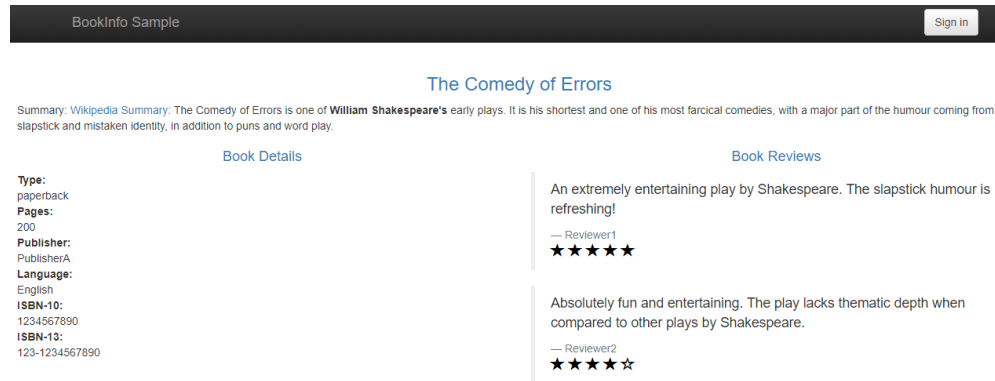 BookInfo Sample
Sign in
The Comedy of Errors
Summary: Wikipedia Summary: The Comedy of Errors is one of William Shakespeare's early plays. It is his shortest and one of his most farcical comedies, with a major part of the humour coming from
slapstick and mistaken identity, in addition to puns and word play.
Book Details
Type:
paperback
Pages:
200
Publisher:
PublisherA
Language:
English
ISBN-10:
1234567890
ISBN-13:
123-1234567890
Book Reviews
An extremely entertaining play by Shakespeare. The slapstick humour is
refreshing!
— Reviewer1
★★★★★
Absolutely fun and entertaining. The play lacks thematic depth when
compared to other plays by Shakespeare.
— Reviewer2
★★★★☆